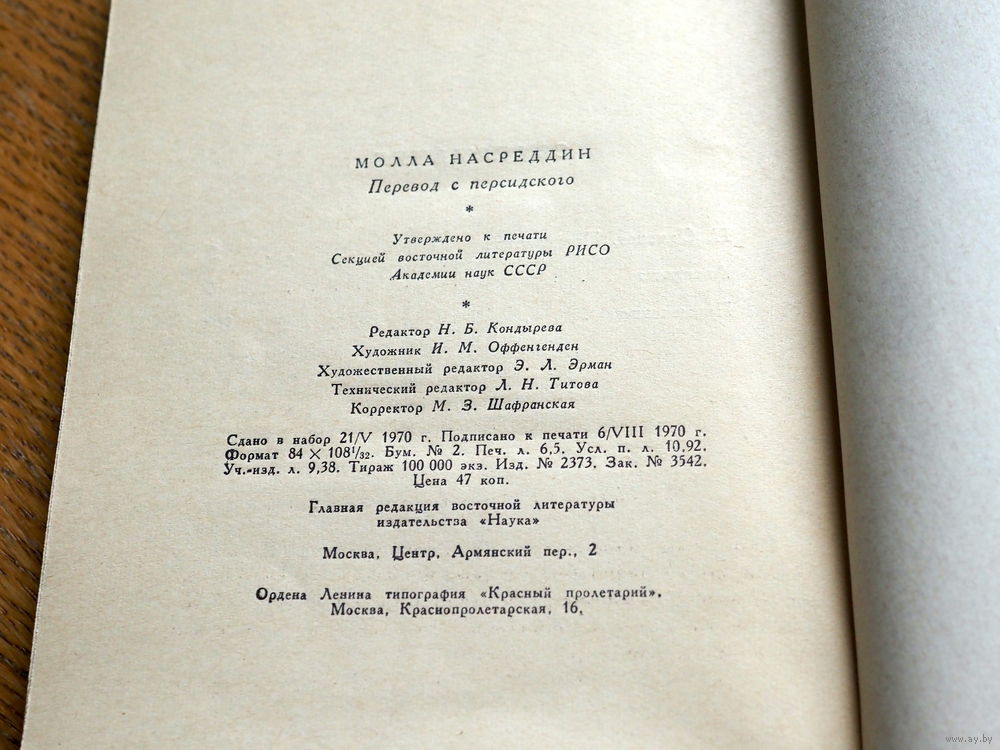 МОЛЛА НАСРЕДДИН
Перевод с персидского
*
Утверждено к печати
Секцией восточной литературы РИСО
Академии наук СССР
*
Редактор Н. Б. Кондырева
Художник И. М. Оффенгенден
Художественный редактор Э. Л. Эрман
Технический редактор Л. Н. Титова
Корректор М. З. Шафранская
Сдано в набор 21/V 1970 г. Подписано к печати 6/VIII 1970 г.
Формат 84 × 108¹/₃₂. Бум. № 2. Печ. л. 6,5. Усл. п. л. 10,92.
Уч.-изд. л. 9,38. Тираж 100 000 экз. Изд. № 2373. Зак. № 3542.
Цена 47 коп.
Главная редакция восточной литературы
издательства «Наука»
Москва, Центр, Армянский пер., 2
Ордена Ленина типография «Красный пролетарий».
Москва, Краснопролетарская, 16.
www.ay.by